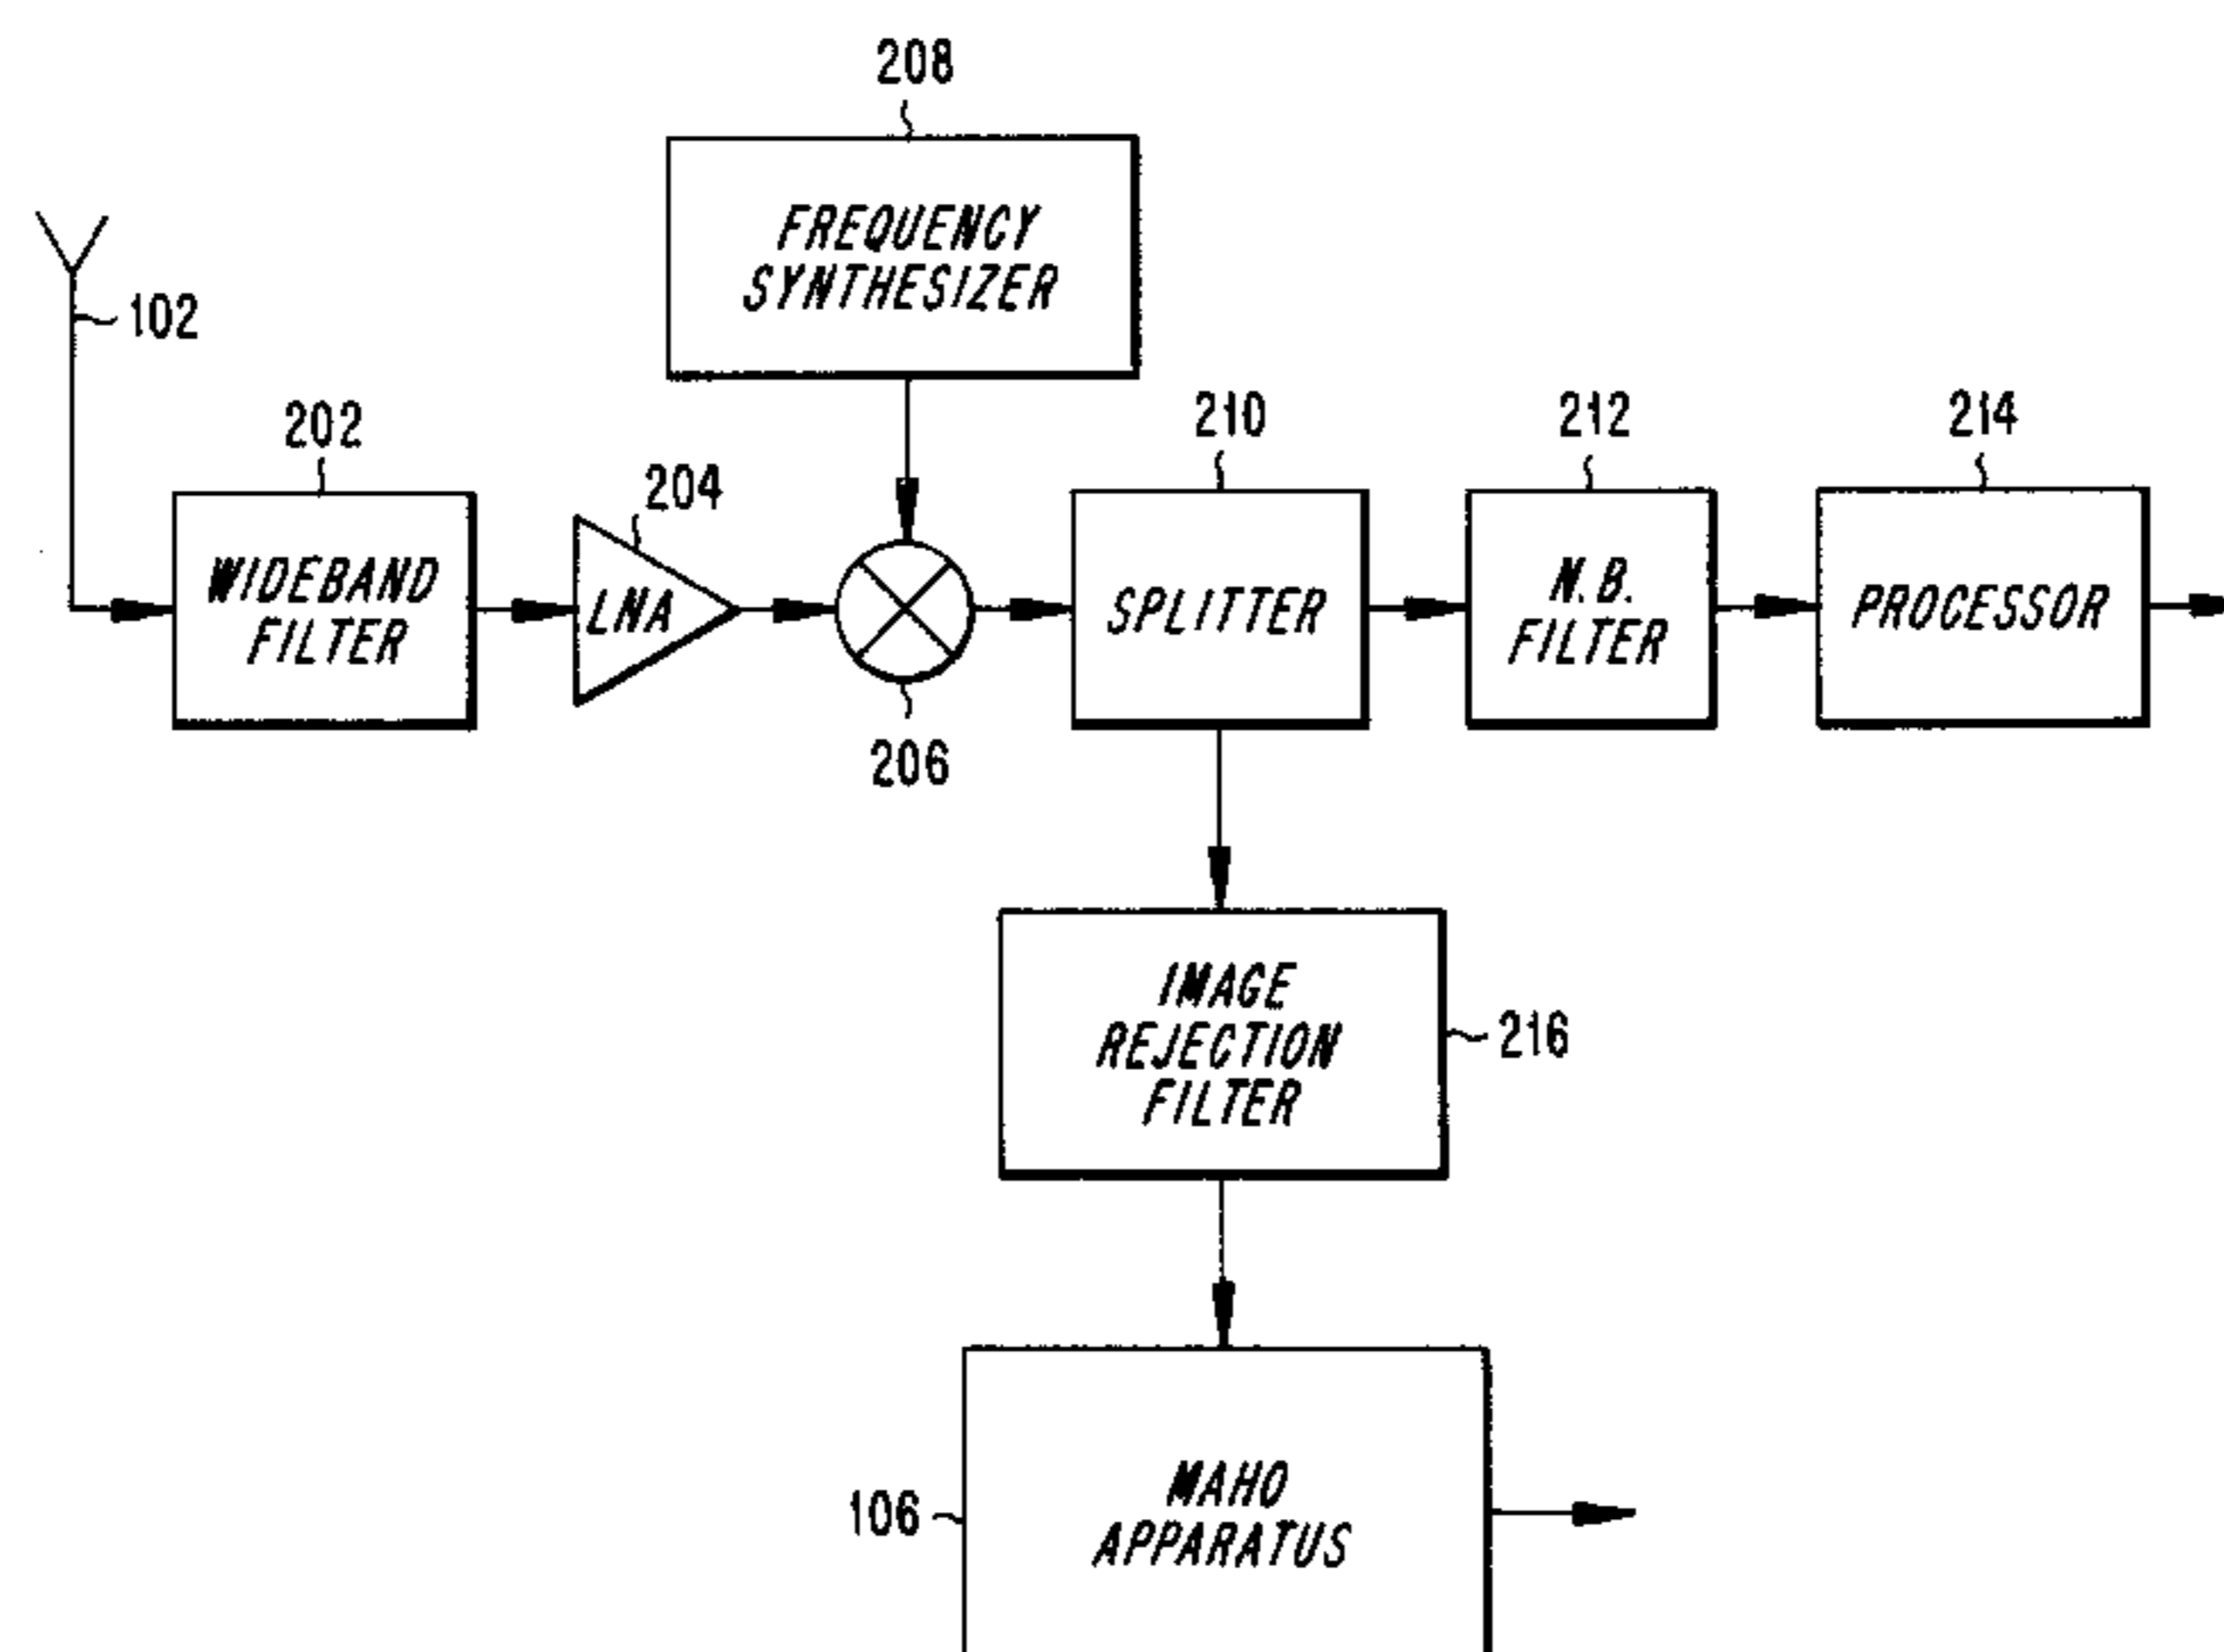 208
FREQUENCY
SYNTHESIZER
102
202
204
210
212
214
WIDEBAND
FILTER
LNA
SPLITTER
N.B.
FILTER
PROCESSOR
206
IMAGE
REJECTION
FILTER
216
106
MAHO
APPARATUS